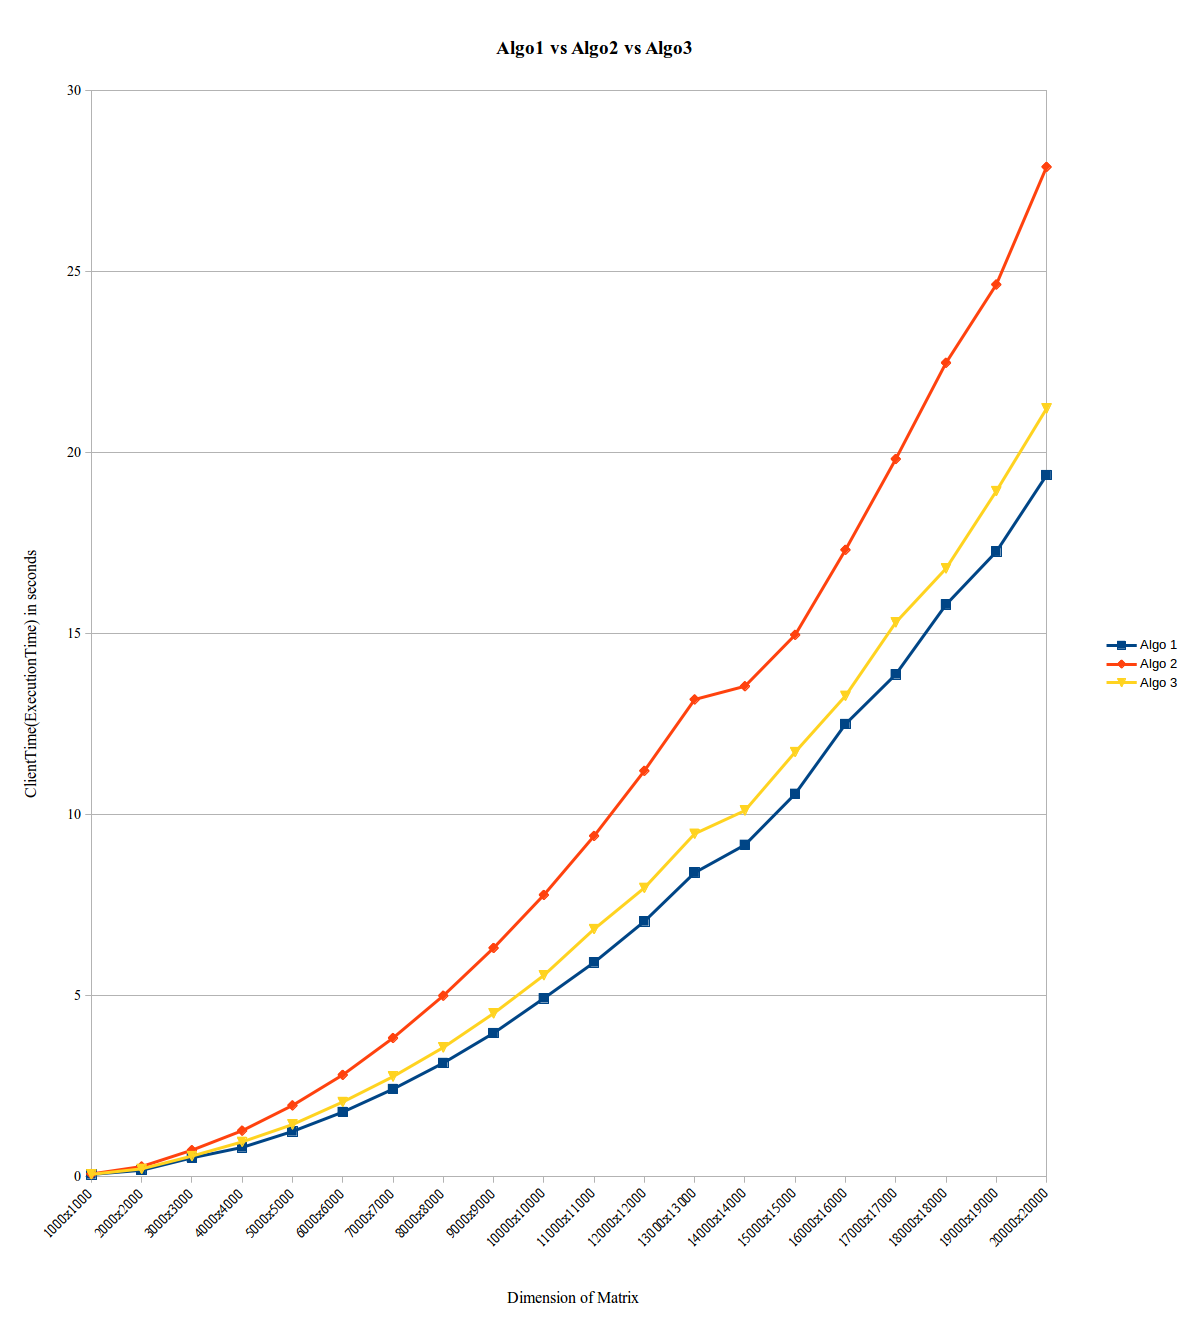 Algo1 vs Algo2 vs Algo3
30
25
20
15
10
5
0
ClientTime(ExecutionTime) in seconds
1000x1000
2000x2000
3000x3000
4000x4000
5000x5000
6000x6000
7000x7000
8000x8000
9000x9000
10000x10000
11000x11000
12000x12000
13000x13000
14000x14000
15000x15000
16000x16000
17000x17000
18000x18000
19000x19000
20000x20000
Dimension of Matrix
Algo 1
Algo 2
Algo 3